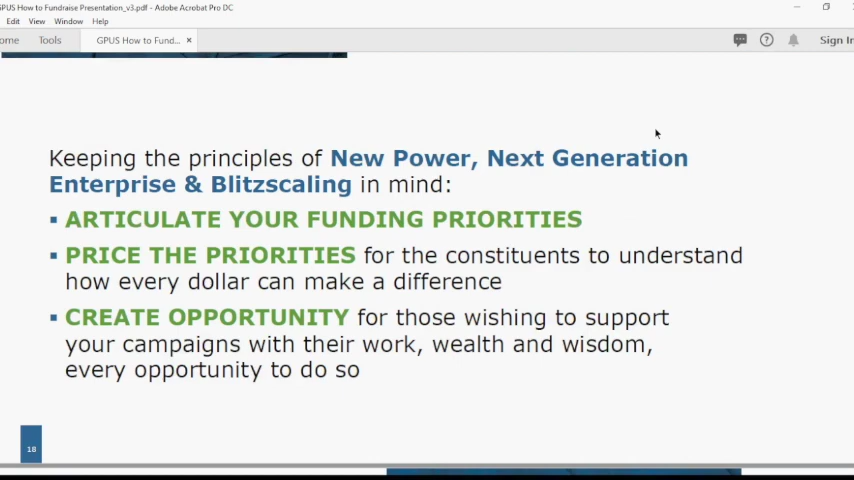 GPUS How to Fundraise Presentation_v3.pdf - Adobe Acrobat Pro DC
Edit View Window Help
ome Tools GPUS How to Fund... × ? Sign In
Keeping the principles of New Power, Next Generation
Enterprise & Blitzscaling in mind:
▪ ARTICULATE YOUR FUNDING PRIORITIES
▪ PRICE THE PRIORITIES for the constituents to understand
how every dollar can make a difference
▪ CREATE OPPORTUNITY for those wishing to support
your campaigns with their work, wealth and wisdom,
every opportunity to do so
18